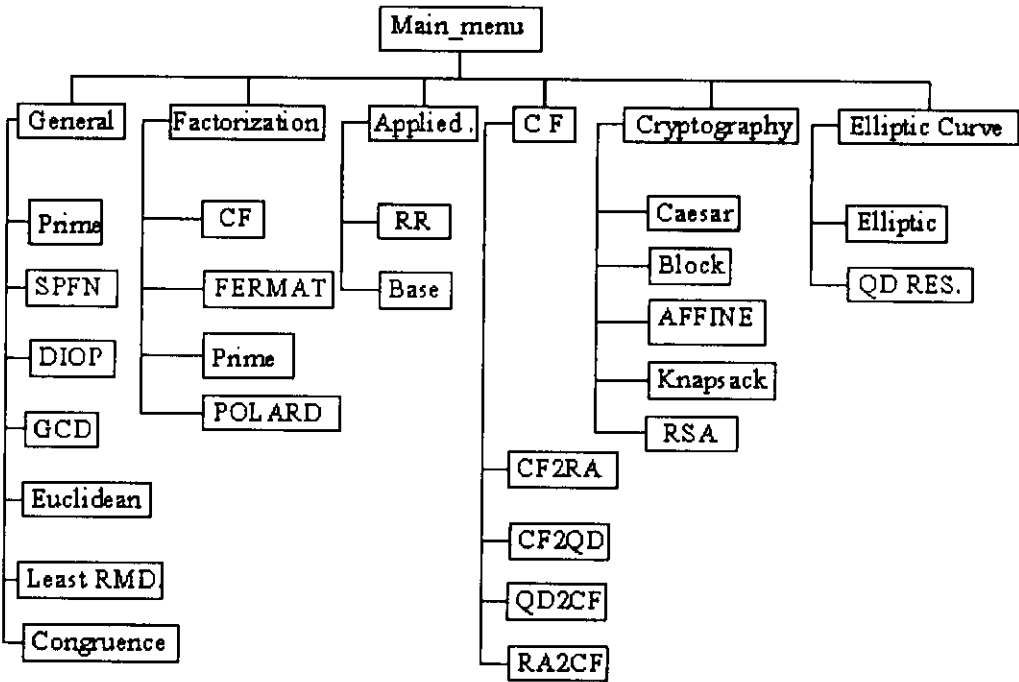 Main_menu
General
Factorization
Applied.
C F
Cryptography
Elliptic Curve
Prime
SPFN
DIOP
GCD
Euclidean
Least RMD
Congruence
CF
FERMAT
Prime
POLARD
RR
Base
CF2RA
CF2QD
QD2CF
RA2CF
Caesar
Block
AFFINE
Knapsack
RSA
Elliptic
QD RES.